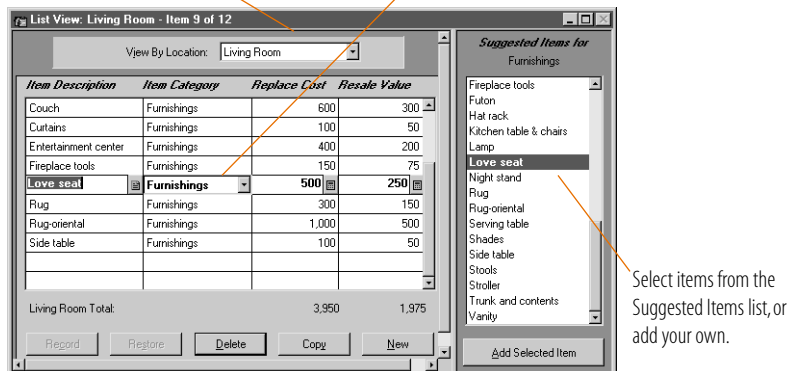 List View: Living Room - Item 9 of 12
View By Location: Living Room
Item Description Item Category Replace Cost Resale Value
Couch Furnishings 600 300
Curtains Furnishings 100 50
Entertainment center Furnishings 400 200
Fireplace tools Furnishings 150 75
Love seat Furnishings 500 250
Rug Furnishings 300 150
Rug-oriental Furnishings 1,000 500
Side table Furnishings 100 50
Living Room Total: 3,950 1,975
Record Restore Delete Copy New
Suggested Items for
Furnishings
Fireplace tools
Futon
Hat rack
Kitchen table & chairs
Lamp
Love seat
Night stand
Rug
Rug-oriental
Serving table
Shades
Side table
Stools
Stroller
Trunk and contents
Vanity
Add Selected Item
Select items from the
Suggested Items list, or
add your own.